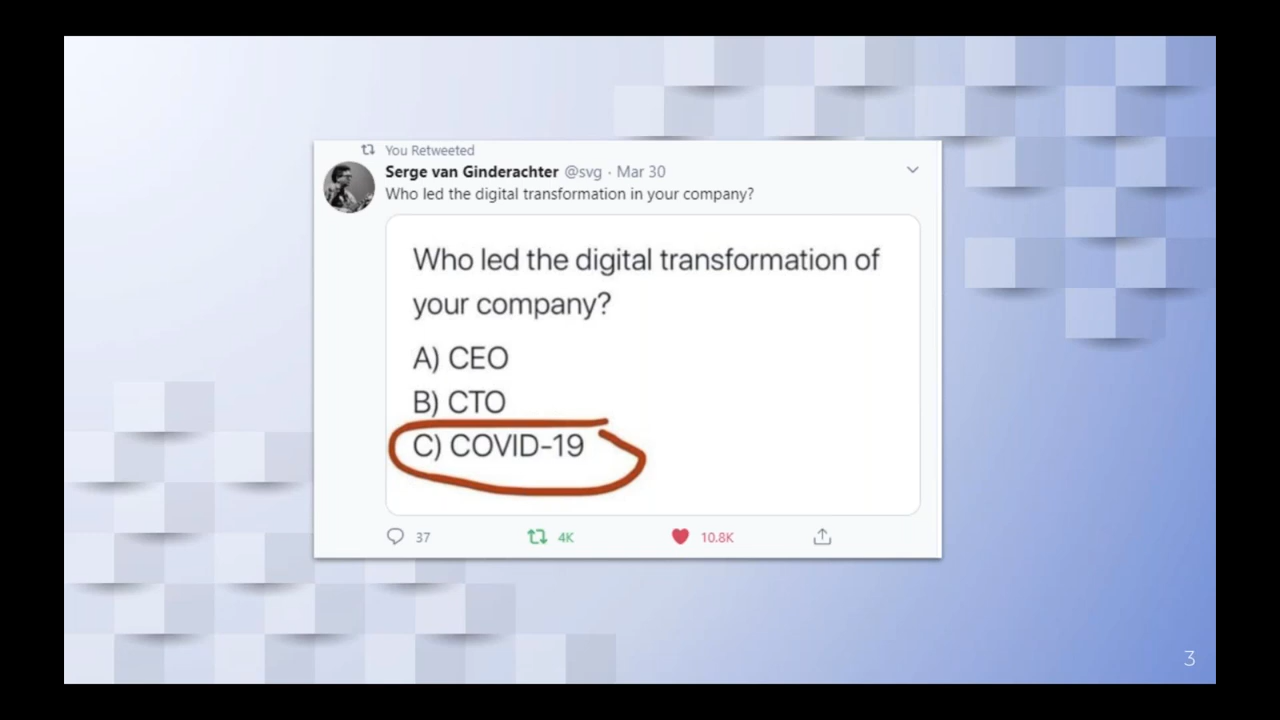 You Retweeted
Serge van Ginderachter @svg · Mar 30
Who led the digital transformation in your company?
Who led the digital transformation of
your company?
A) CEO
B) CTO
C) COVID-19
37 4K 10.8K
3